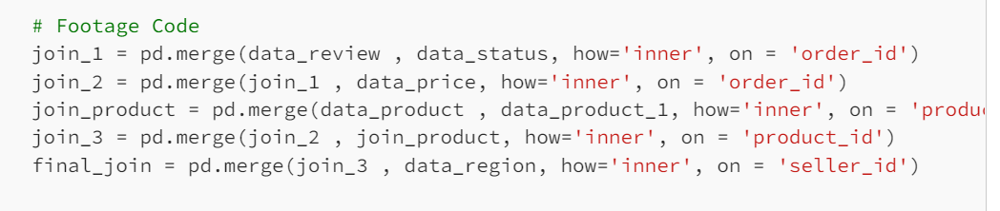 # Footage Code
join_1 = pd.merge(data_review , data_status, how='inner', on = 'order_id')
join_2 = pd.merge(join_1 , data_price, how='inner', on = 'order_id')
join_product = pd.merge(data_product , data_product_1, how='inner', on = 'produ
join_3 = pd.merge(join_2 , join_product, how='inner', on = 'product_id')
final_join = pd.merge(join_3 , data_region, how='inner', on = 'seller_id')